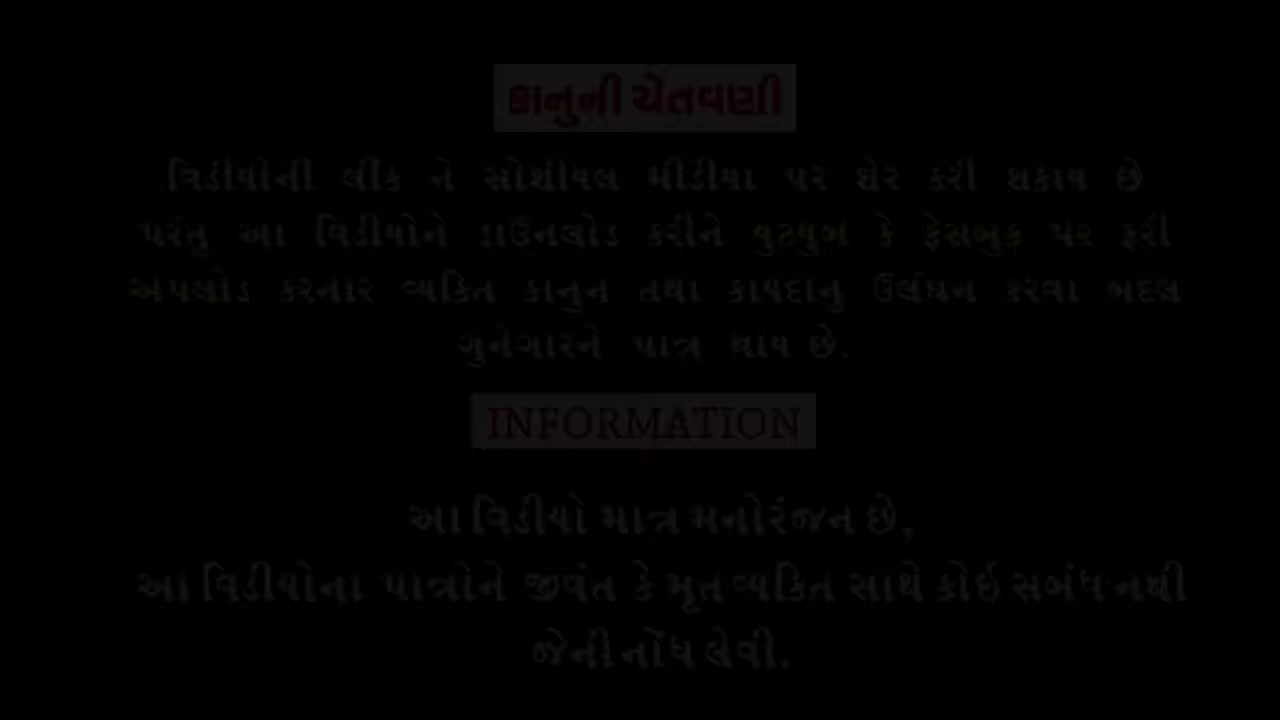 કાનુની ચેતવણી
વિડીયોની લીંક ને સોશીયલ મીડીયા પર શેર કરી શકાય છે
પરંતુ આ વિડીયોને ડાઉનલોડ કરીને યુટયુબ કે ફેસબુક પર ફરી
અપલોડ કરનાર વ્યકિત કાનુન તથા કાયદાનુ ઉલંઘન કરવા બદલ
ગુનેગારને પાત્ર થાય છે.
INFORMATION
આ વિડીયો માત્ર મનોરંજન છે,
આ વિડીયોના પાત્રોને જીવંત કે મૃત વ્યકિત સાથે કોઇ સબંધ નથી
જેની નોંધ લેવી.